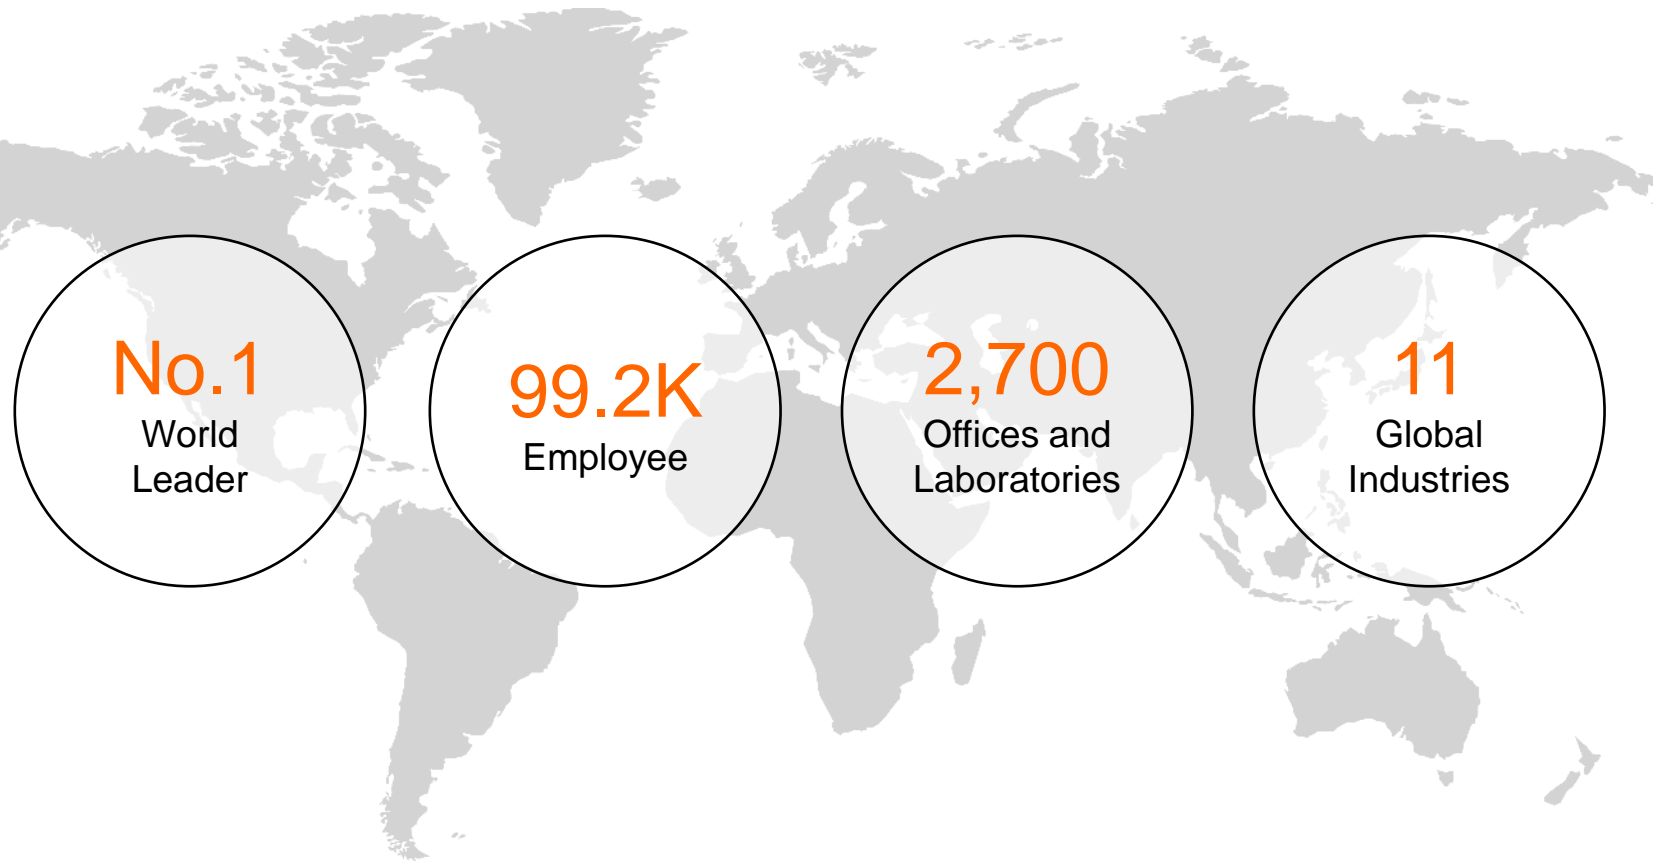 No.1
World
Leader
99.2K
Employee
2,700
Offices and
Laboratories
11
Global
Industries